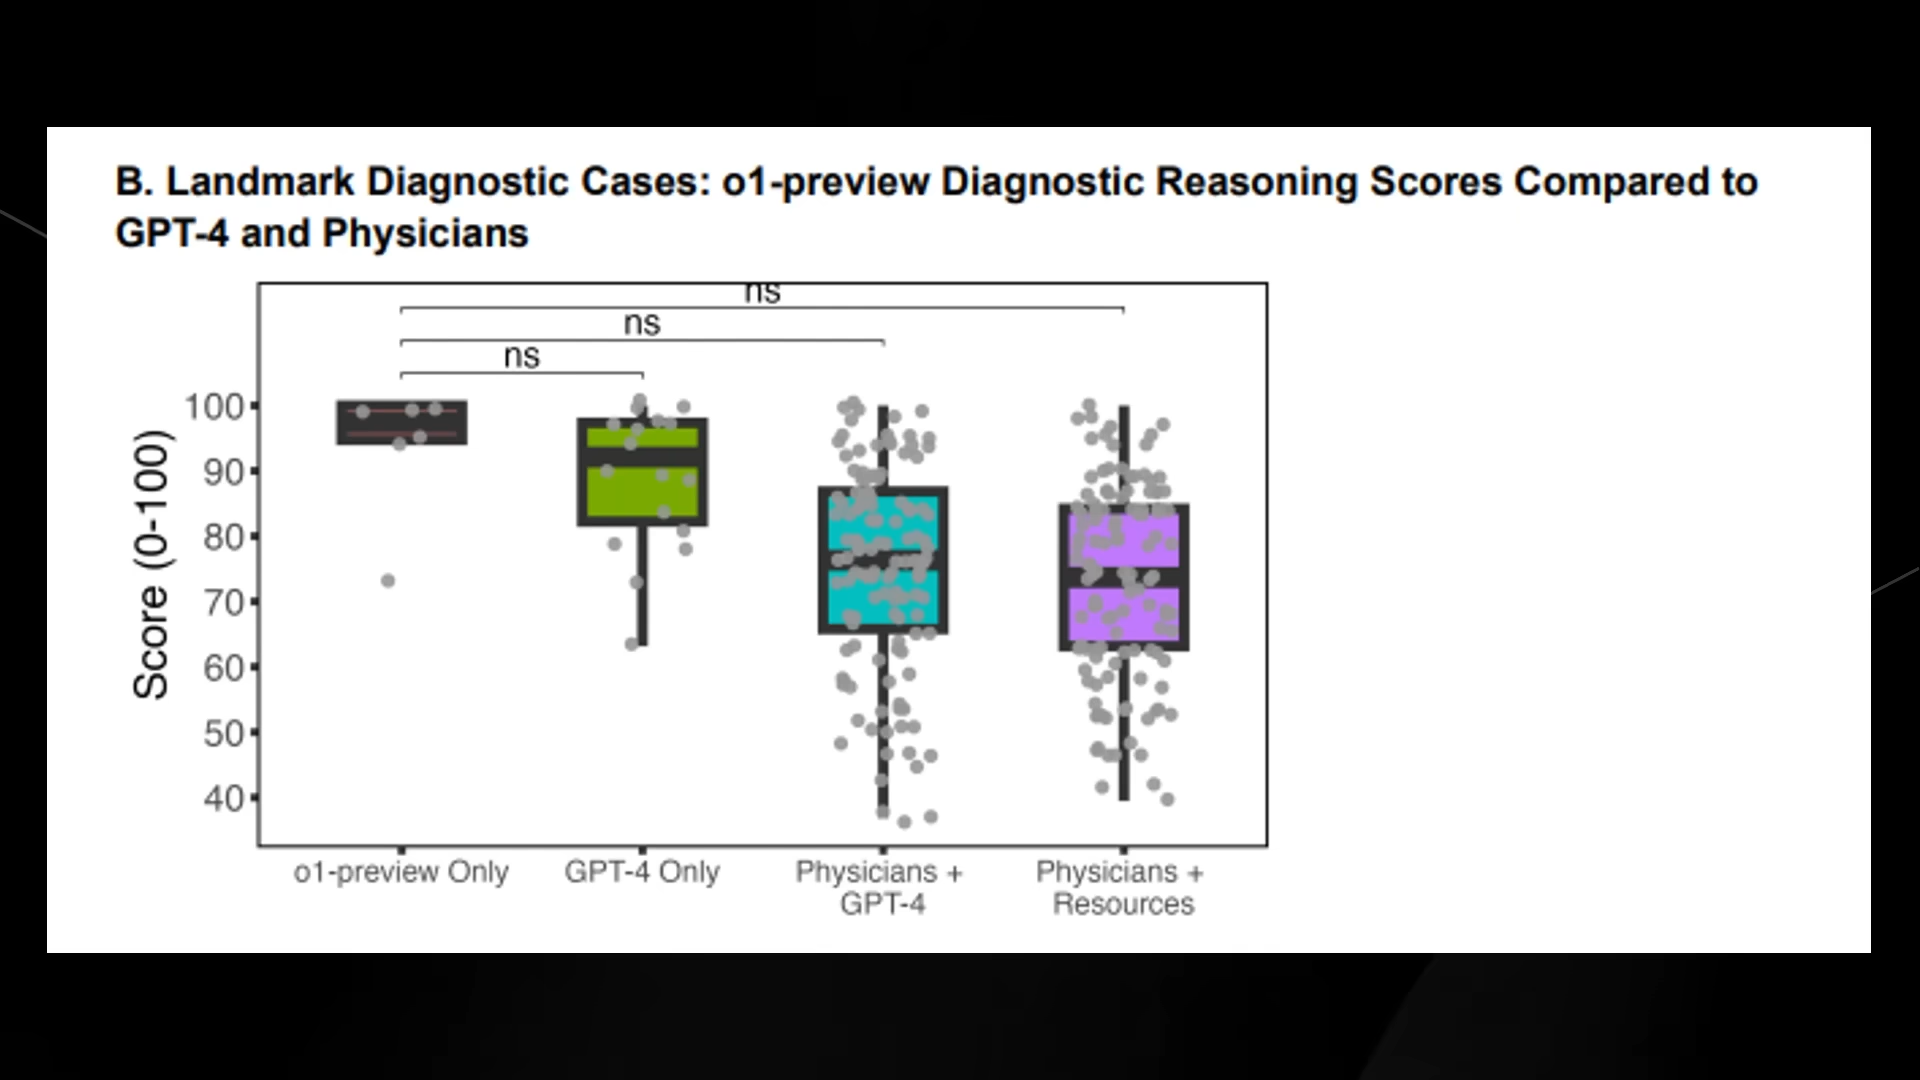 B. Landmark Diagnostic Cases: o1-preview Diagnostic Reasoning Scores Compared to
GPT-4 and Physicians
ns
ns
ns
100
90
80
70
60
50
40
Score (0-100)
o1-preview Only
GPT-4 Only
Physicians +
GPT-4
Physicians +
Resources